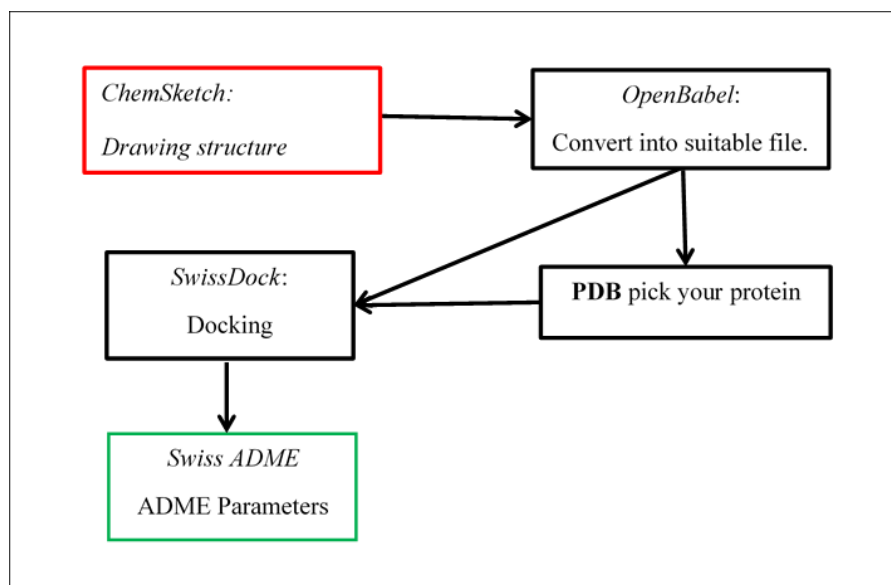 ChemSketch:
Drawing structure
OpenBabel:
Convert into suitable file.
SwissDock:
Docking
PDB pick your protein
Swiss ADME
ADME Parameters